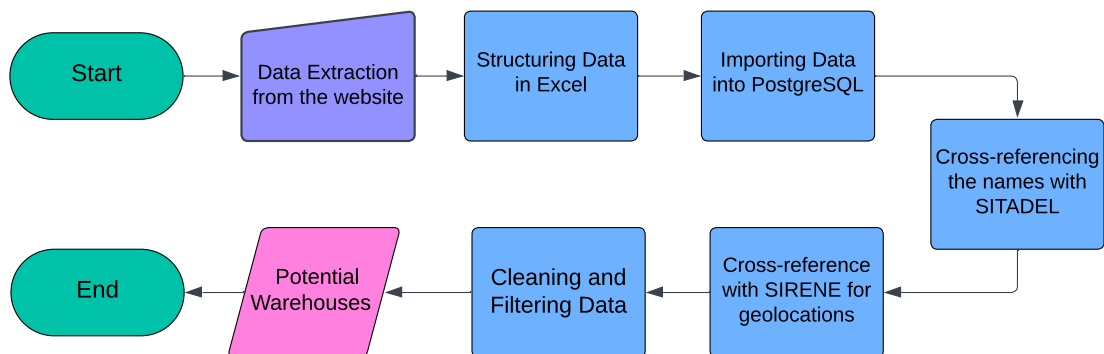 Start
Data Extraction
from the website
Structuring Data
in Excel
Importing Data
into PostgreSQL
Cross-referencing
the names with
SITADEL
Cross-reference
with SIRENE for
geolocations
Cleaning and
Filtering Data
Potential
Warehouses
End